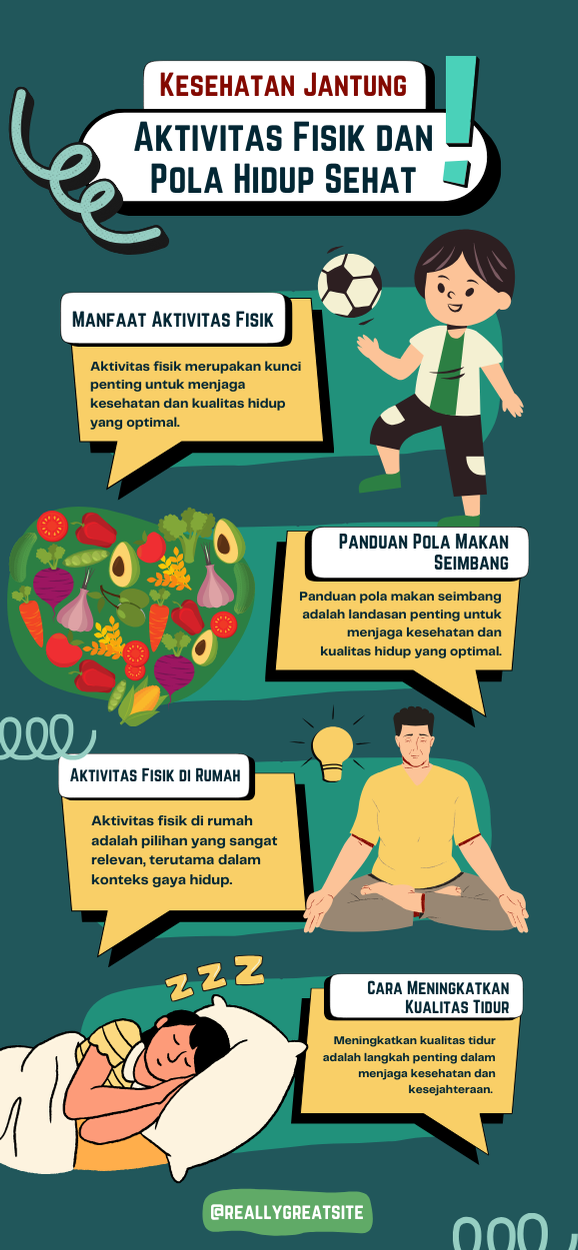 KESEHATAN JANTUNG
AKTIVITAS FISIK DAN
POLA HIDUP SEHAT
MANFAAT AKTIVITAS FISIK
Aktivitas fisik merupakan kunci
penting untuk menjaga
kesehatan dan kualitas hidup
yang optimal.
PANDUAN POLA MAKAN
SEIMBANG
Panduan pola makan seimbang
adalah landasan penting untuk
menjaga kesehatan dan
kualitas hidup yang optimal.
AKTIVITAS FISIK DI RUMAH
Aktivitas fisik di rumah
adalah pilihan yang sangat
relevan, terutama dalam
konteks gaya hidup.
ZZZ
CARA MENINGKATKAN
KUALITAS TIDUR
Meningkatkan kualitas tidur
adalah langkah penting dalam
menjaga kesehatan dan
kesejahteraan.
@REALLYGREATSITE